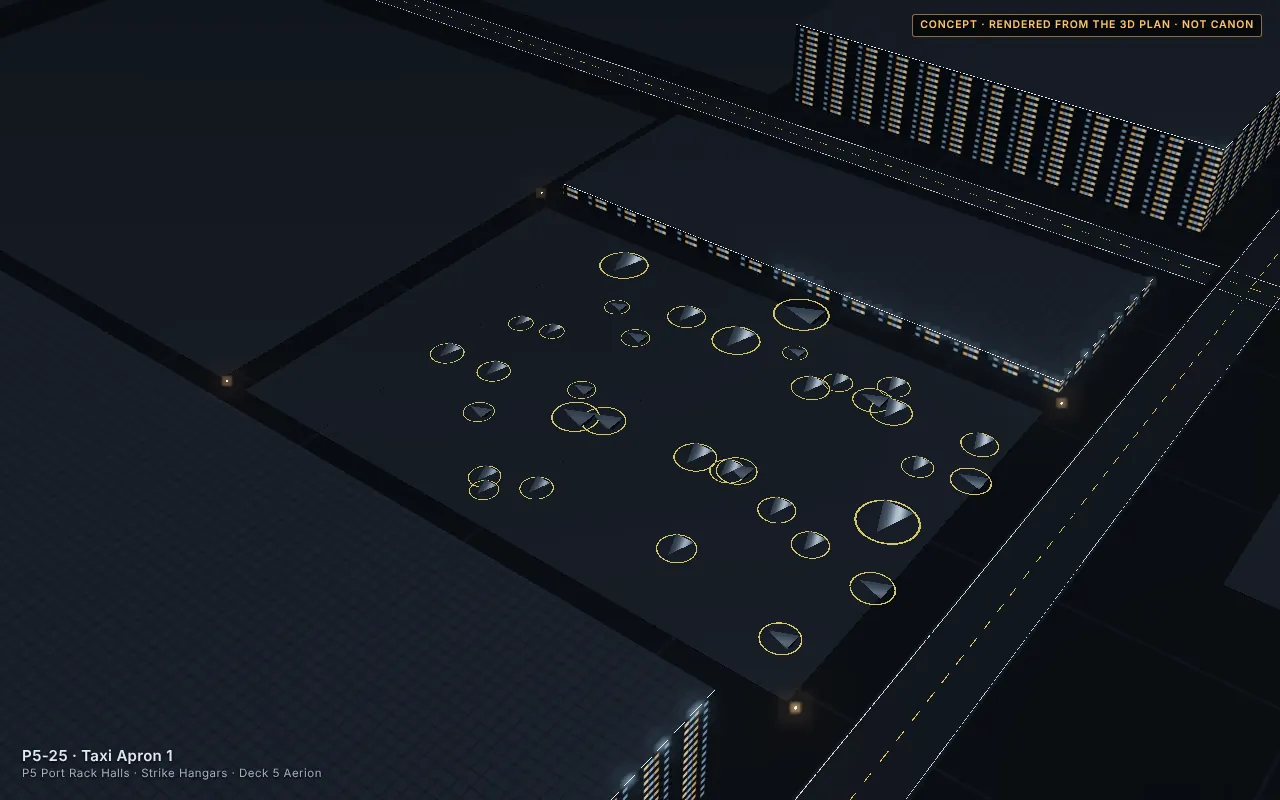 CONCEPT · RENDERED FROM THE 3D PLAN · NOT CANON
P5-25 · Taxi Apron 1
P5 Port Rack Halls · Strike Hangars · Deck 5 Aerion